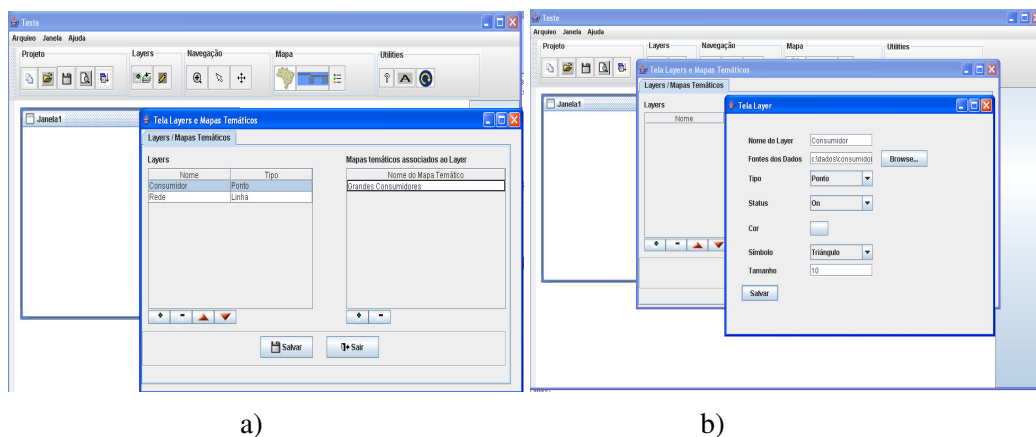 Teste
Arquivo Janela Ajuda
Projeto Layers Navegação Mapa Utilities
Janela1
Tela Layers e Mapas Temáticos
Layers / Mapas Temáticos
Layers Mapas temáticos associados ao Layer
Nome Tipo Nome do Mapa Temático
Consumidor Ponto Grandes Consumidores
Rede Linha
+ - + -
Salvar Sair
a)
Teste
Arquivo Janela Ajuda
Projeto Layers Navegação Mapa Utilities
Tela Layers e Mapas Temáticos
Layers / Mapas Temáticos
Janela1
Layers
Nome
+ -
Tela Layer
Nome do Layer Consumidor
Fontes dos Dados c:\dados\consumidor Browse...
Tipo Ponto
Status On
Cor
Símbolo Triángulo
Tamanho 10
Salvar
b)